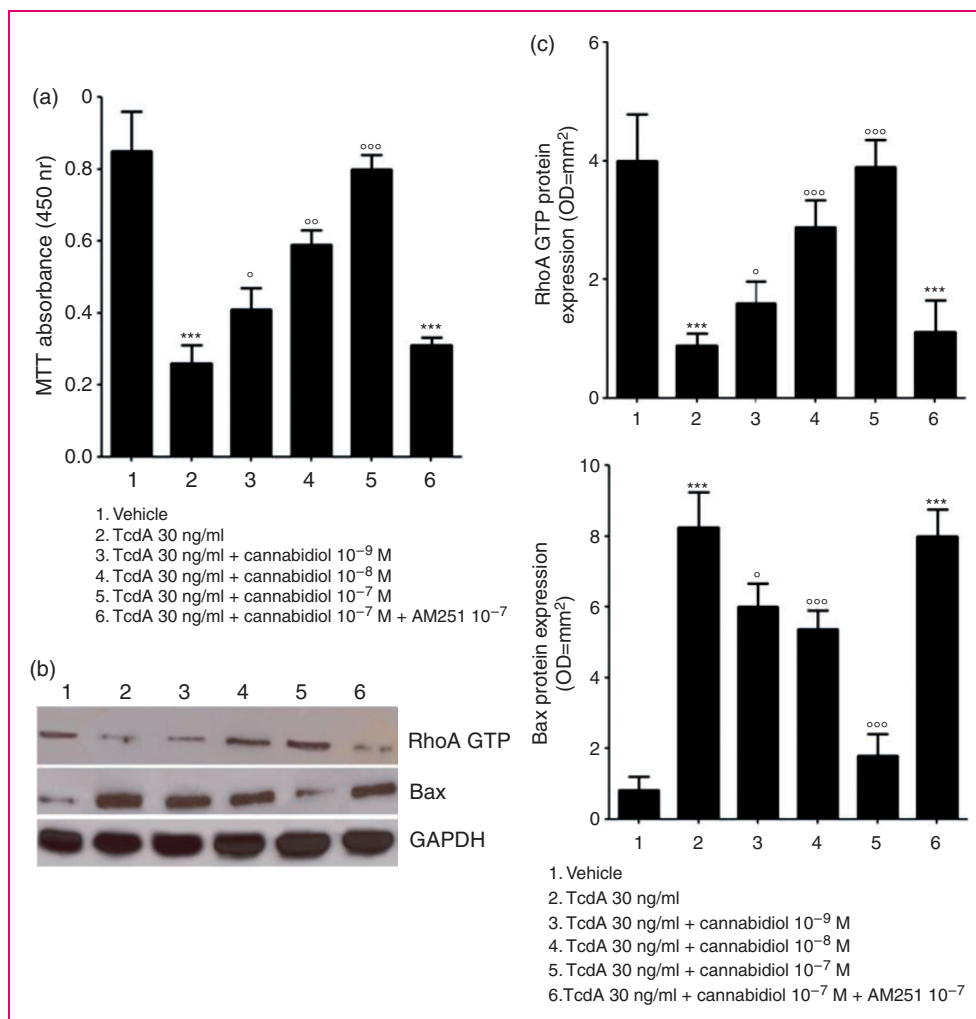 (a)
0
0.8
0.6
0.4
0.2
0.0
MTT absorbance (450 nr)
***
°
°°
°°°
***
1 2 3 4 5 6
1. Vehicle
2. TcdA 30 ng/ml
3. TcdA 30 ng/ml + cannabidiol 10⁻⁹ M
4. TcdA 30 ng/ml + cannabidiol 10⁻⁸ M
5. TcdA 30 ng/ml + cannabidiol 10⁻⁷ M
6. TcdA 30 ng/ml + cannabidiol 10⁻⁷ M + AM251 10⁻⁷
(b)
1 2 3 4 5 6
RhoA GTP
Bax
GAPDH
(c)
6
4
2
0
RhoA GTP protein
expression (OD=mm²)
***
°
°°°
°°°
***
1 2 3 4 5 6
10
8
6
4
2
0
Bax protein expression
(OD=mm²)
***
°
°°°
°°°
***
1 2 3 4 5 6
1. Vehicle
2. TcdA 30 ng/ml
3. TcdA 30 ng/ml + cannabidiol 10⁻⁹ M
4. TcdA 30 ng/ml + cannabidiol 10⁻⁸ M
5. TcdA 30 ng/ml + cannabidiol 10⁻⁷ M
6.TcdA 30 ng/ml + cannabidiol 10⁻⁷ M + AM251 10⁻⁷